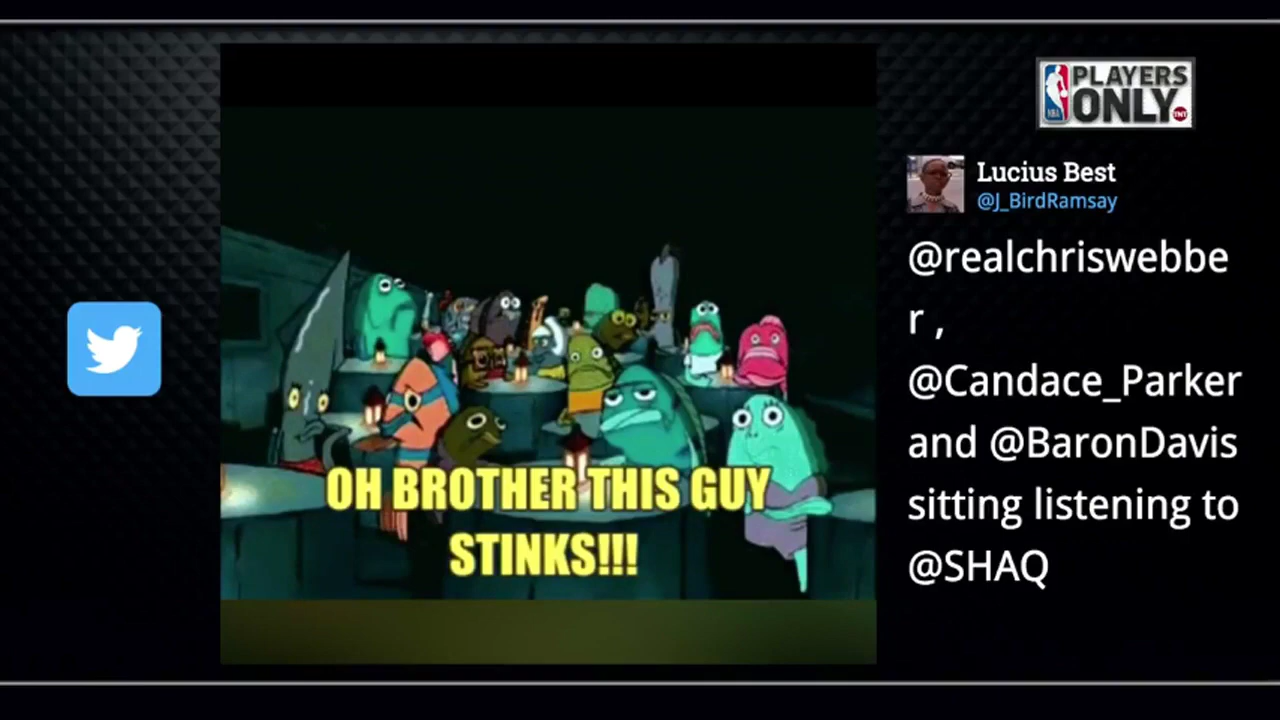 PLAYERS
ONLY
NBA
TNT
Lucius Best
@J_BirdRamsay
@realchriswebbe
r ,
@Candace_Parker
and @BaronDavis
sitting listening to
@SHAQ
OH BROTHER THIS GUY
STINKS!!!